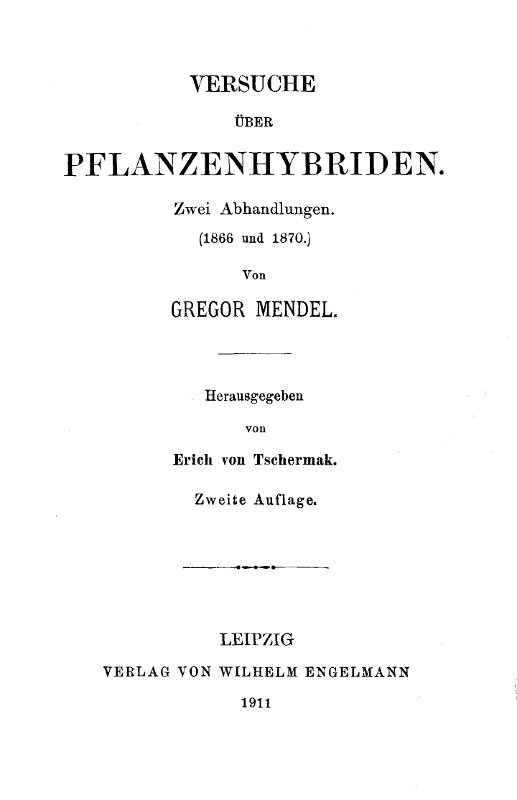 VERSUCHE
ÜBER
PFLANZENHYBRIDEN.
Zwei Abhandlungen.
(1866 und 1870.)
Von
GREGOR MENDEL.
Herausgegeben
von
Erich von Tschermak.
Zweite Auflage.
LEIPZIG
VERLAG VON WILHELM ENGELMANN
1911